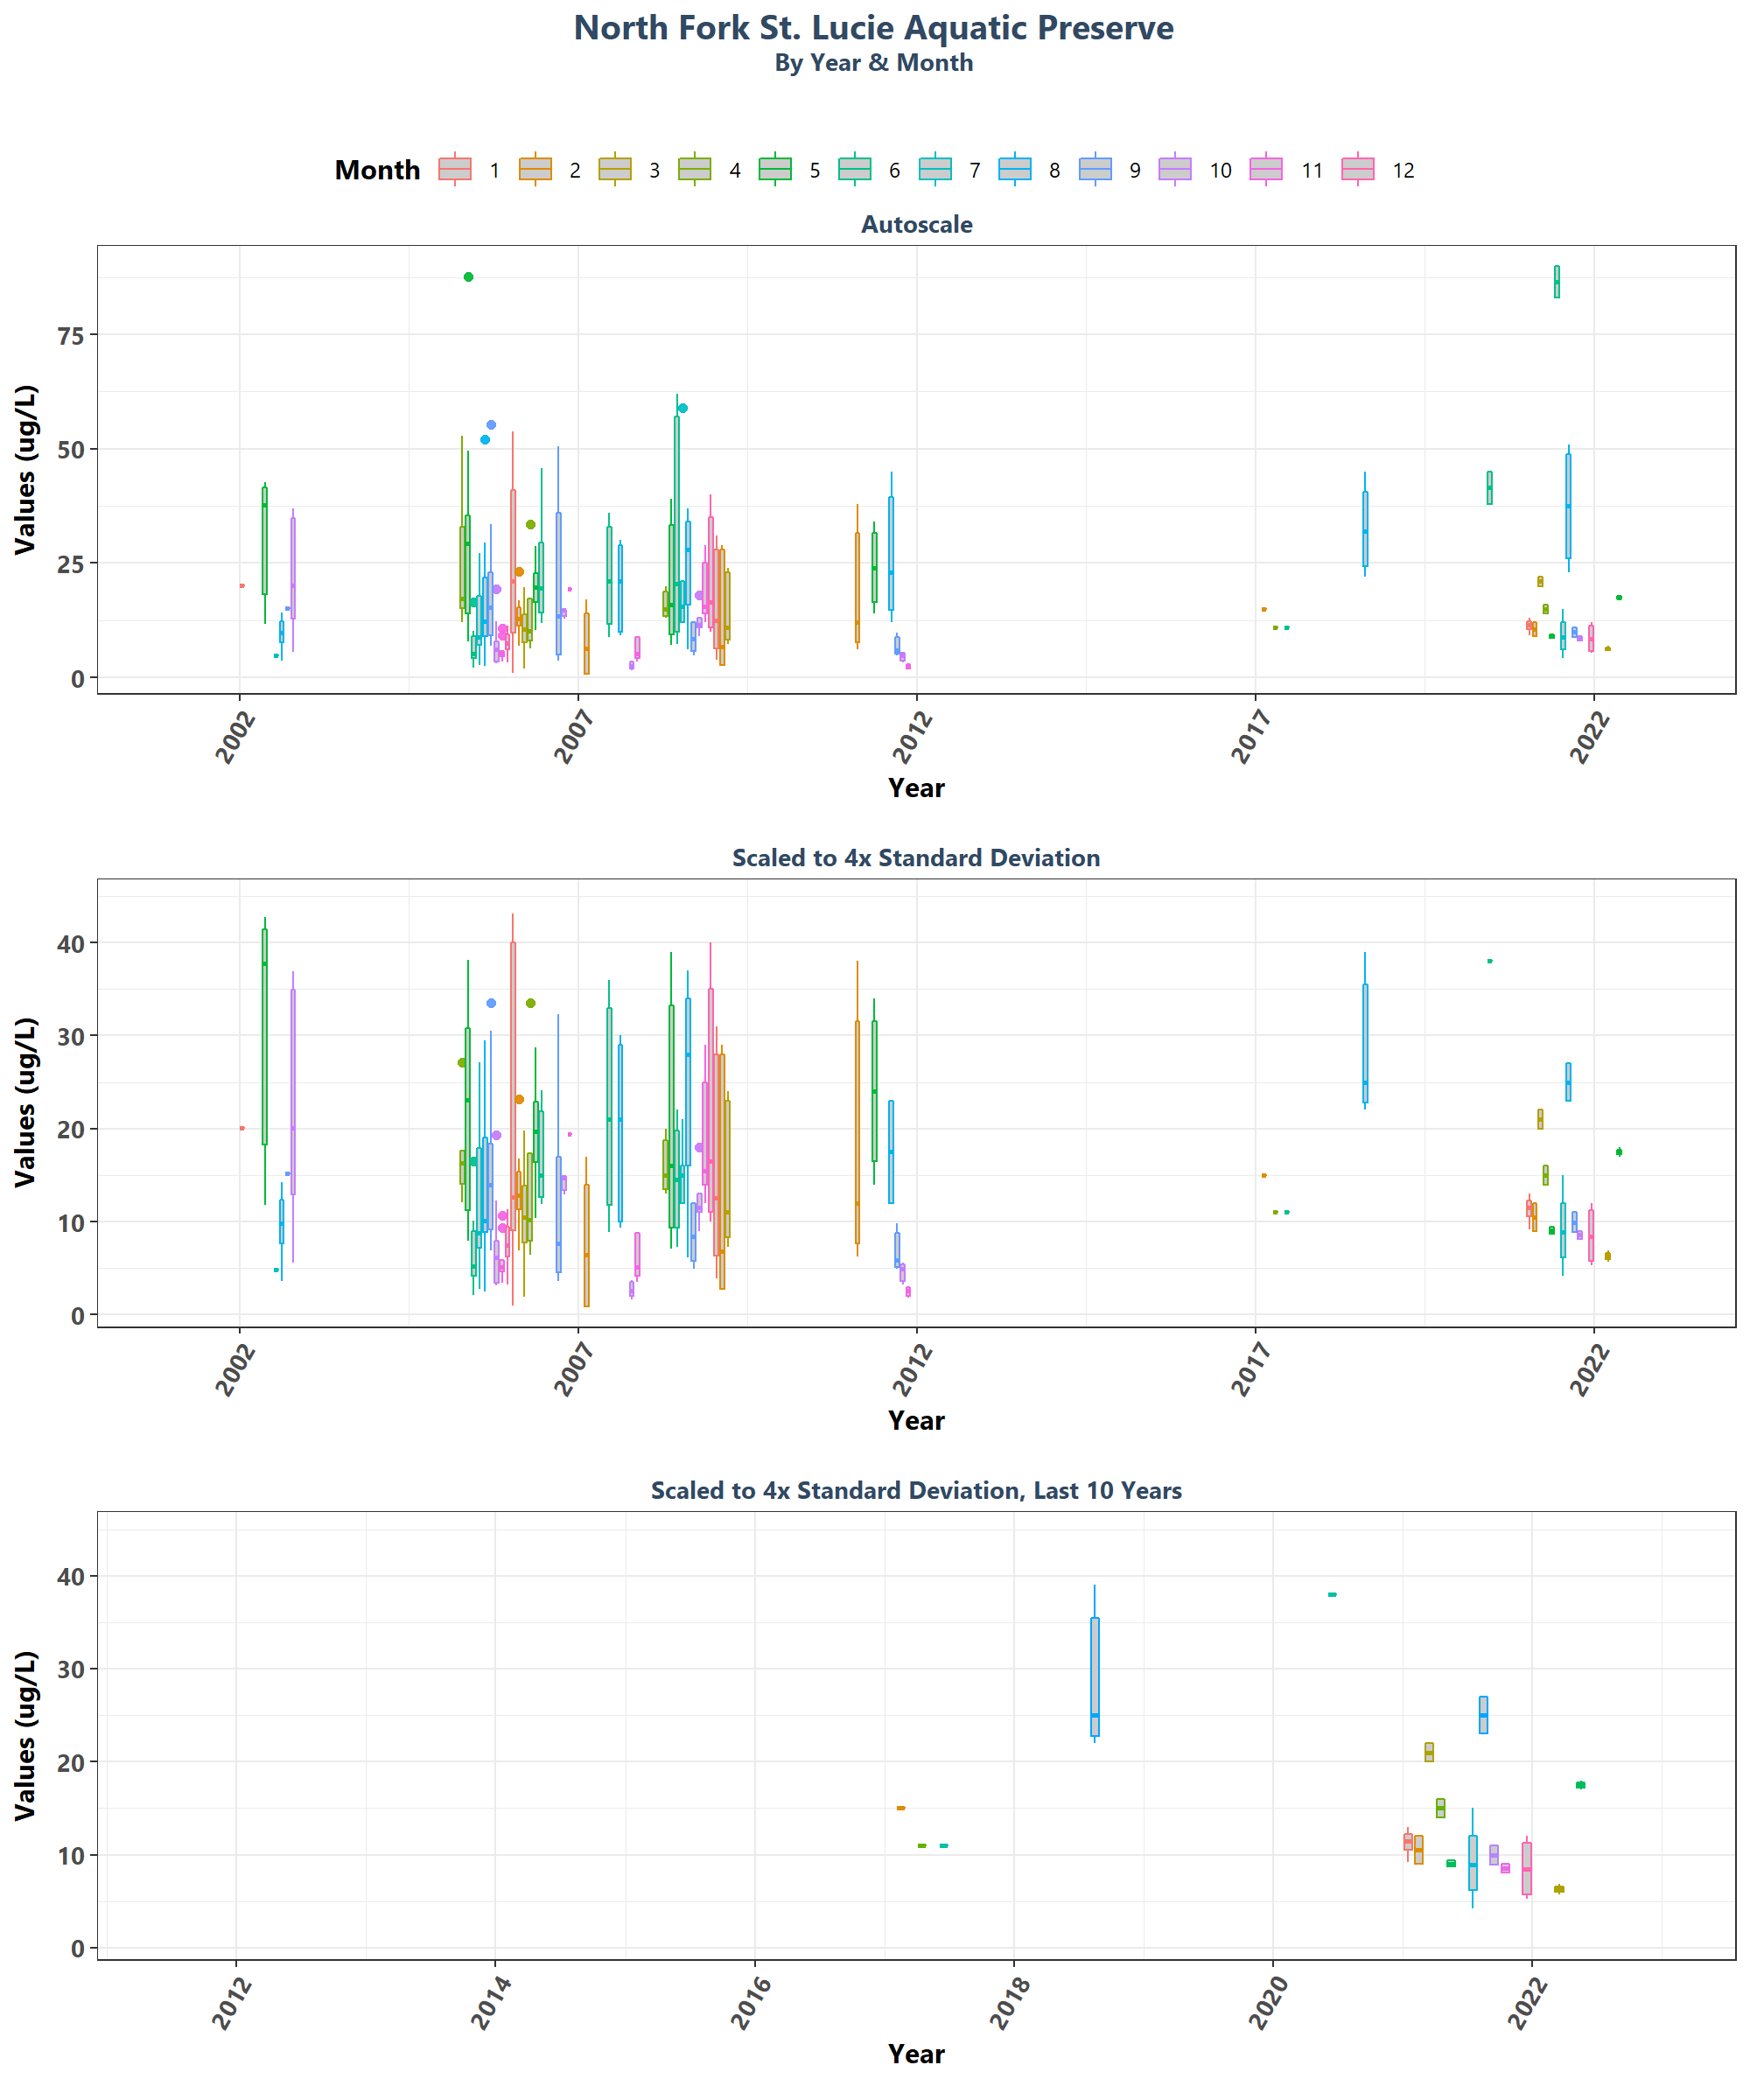 North Fork St. Lucie Aquatic Preserve
By Year & Month
Month 1 2 3 4 5 6 7 8 9 10 11 12
Autoscale
Values (ug/L)
75
50
25
0
2002 2007 2012 2017 2022
Year
Scaled to 4x Standard Deviation
Values (ug/L)
40
30
20
10
0
2002 2007 2012 2017 2022
Year
Scaled to 4x Standard Deviation, Last 10 Years
Values (ug/L)
40
30
20
10
0
2012 2014 2016 2018 2020 2022
Year